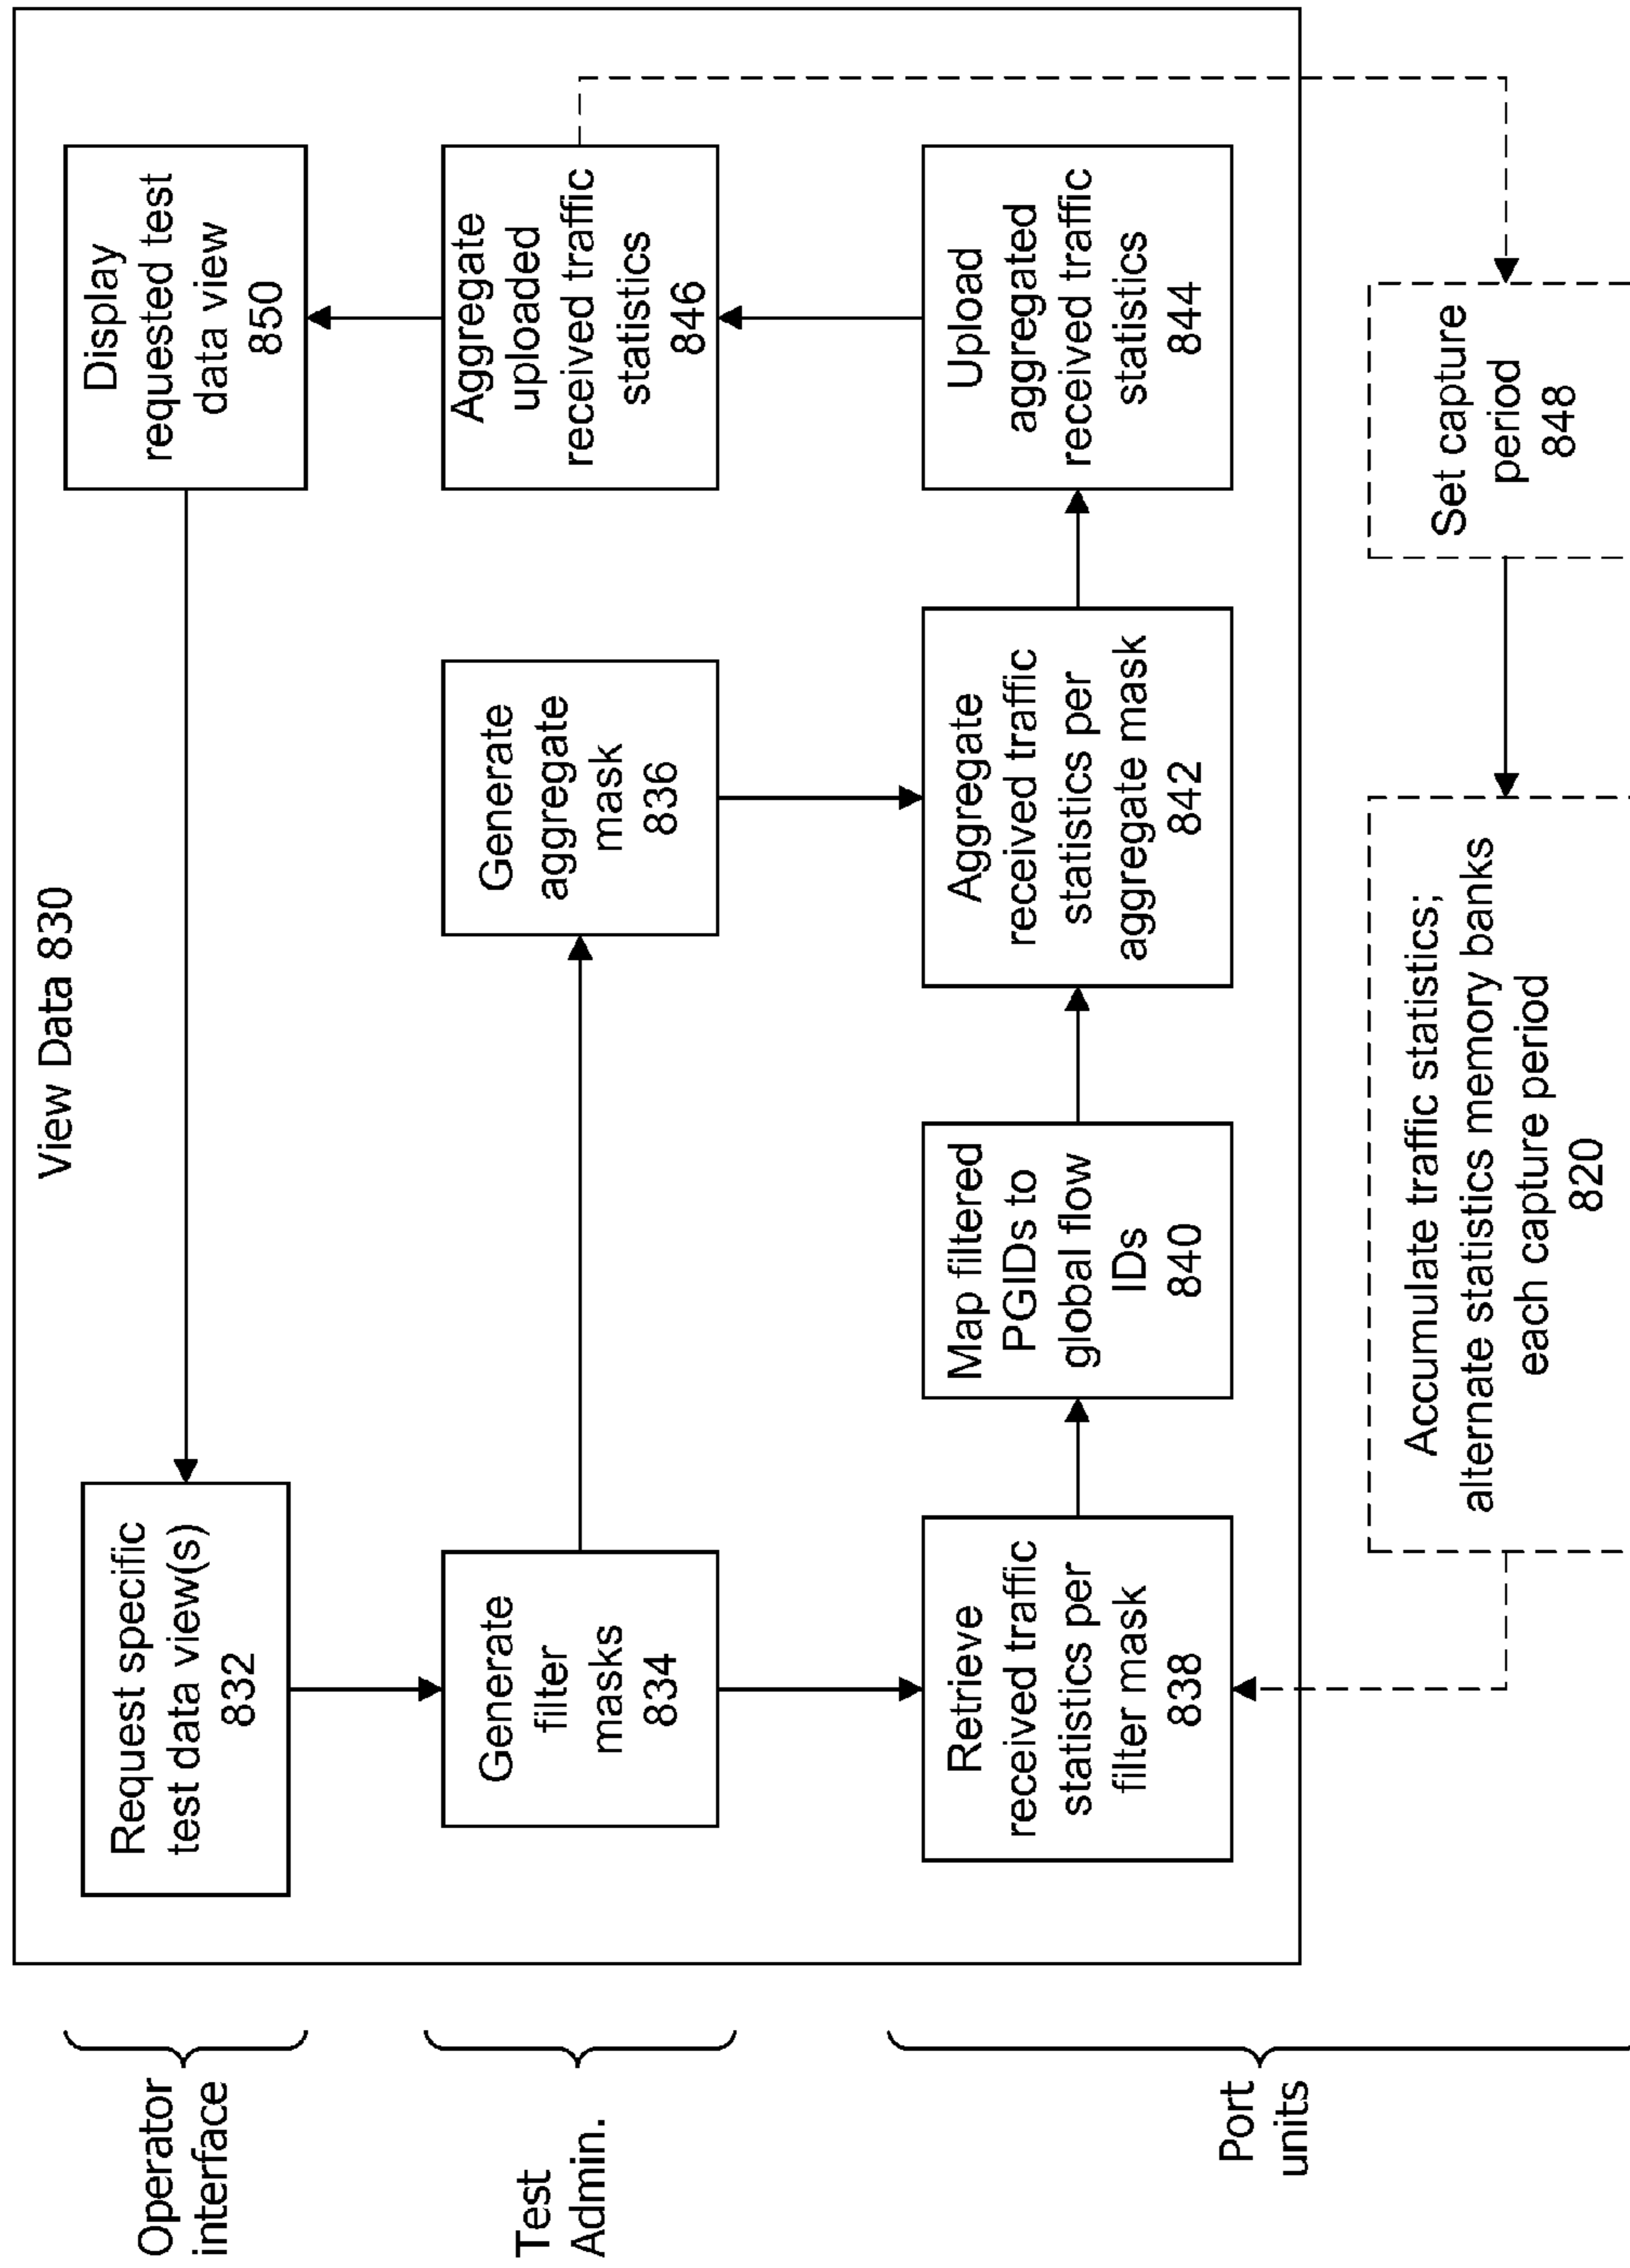 View Data 830
Operator
interface
Request specific
test data view(s)
832
Display
requested test
data view
850
Test
Admin.
Generate
filter
masks
834
Generate
aggregate
mask
836
Aggregate
uploaded
received traffic
statistics
846
Port
units
Retrieve
received traffic
statistics per
filter mask
838
Map filtered
PGIDs to
global flow
IDs
840
Aggregate
received traffic
statistics per
aggregate mask
842
Upload
aggregated
received traffic
statistics
844
Accumulate traffic statistics;
alternate statistics memory banks
each capture period
820
Set capture
period
848